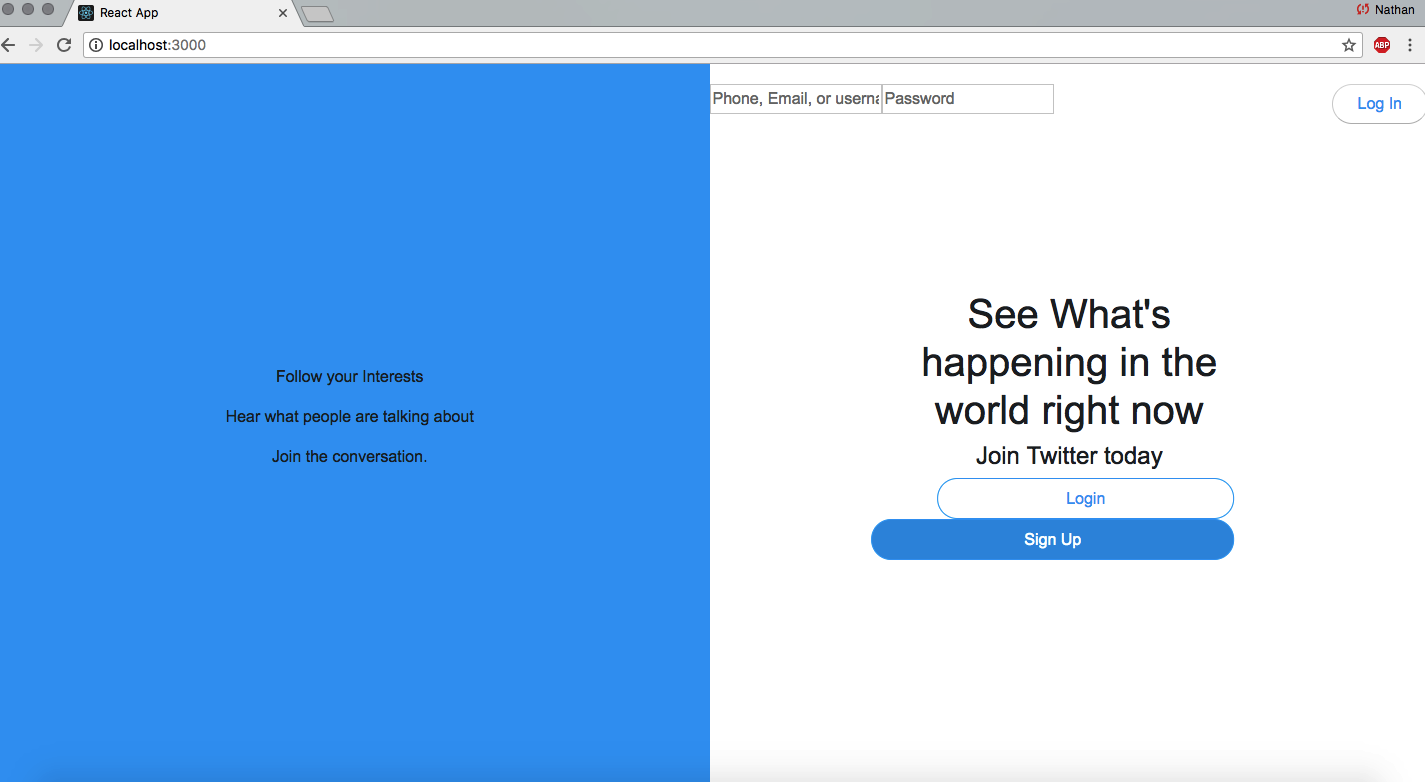 React App
Nathan
localhost:3000
ABP
Phone, Email, or userna
Password
Log In
Follow your Interests
Hear what people are talking about
Join the conversation.
See What's
happening in the
world right now
Join Twitter today
Login
Sign Up